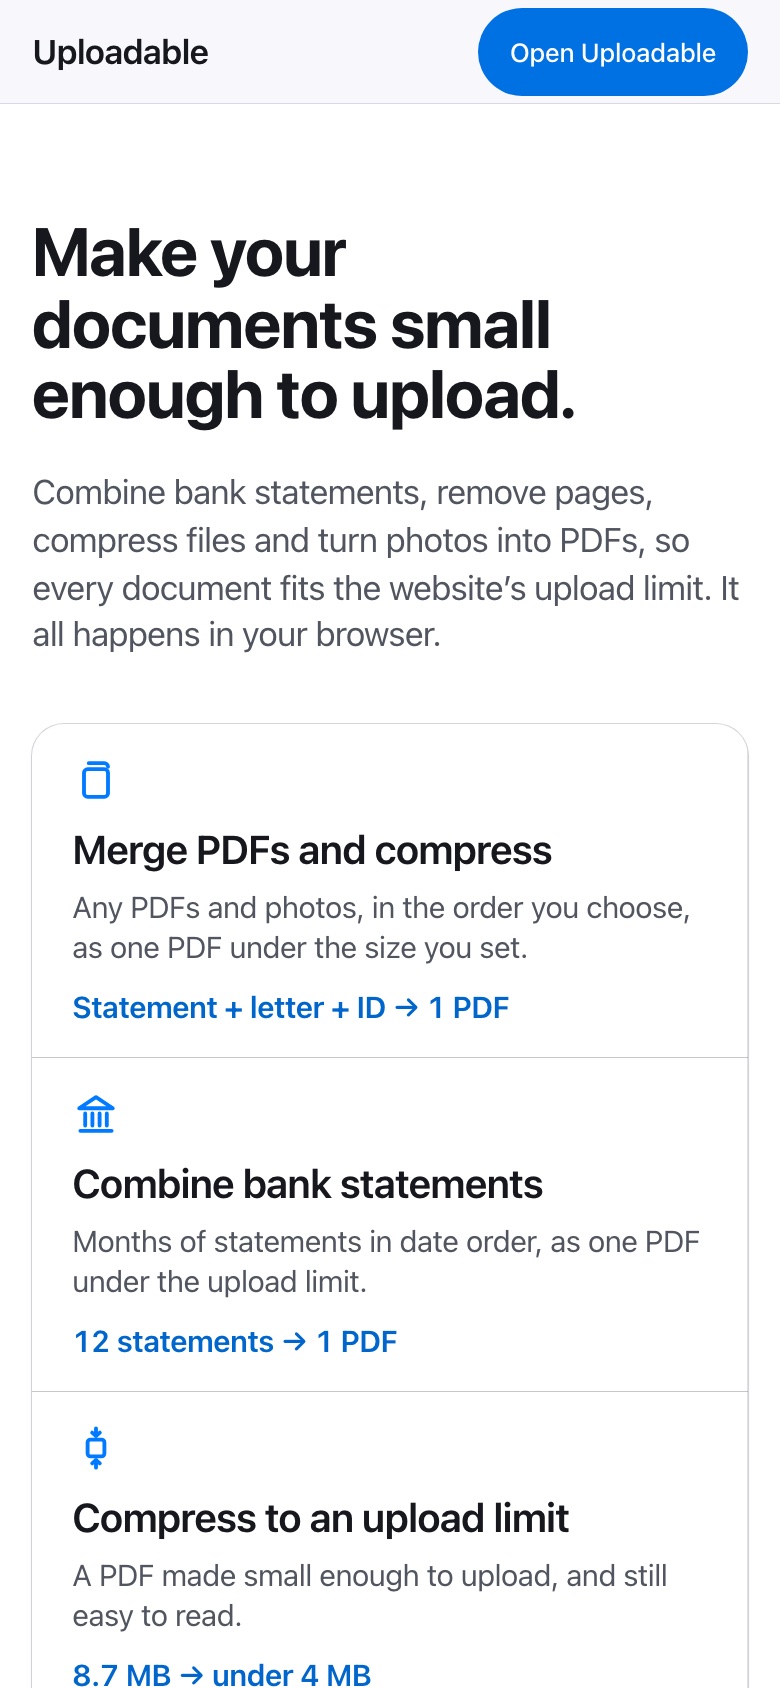 Uploadable
Open Uploadable
Make your
documents small
enough to upload.
Combine bank statements, remove pages,
compress files and turn photos into PDFs, so
every document fits the website’s upload limit. It
all happens in your browser.
Merge PDFs and compress
Any PDFs and photos, in the order you choose,
as one PDF under the size you set.
Statement + letter + ID → 1 PDF
Combine bank statements
Months of statements in date order, as one PDF
under the upload limit.
12 statements → 1 PDF
Compress to an upload limit
A PDF made small enough to upload, and still
easy to read.
8.7 MB → under 4 MB